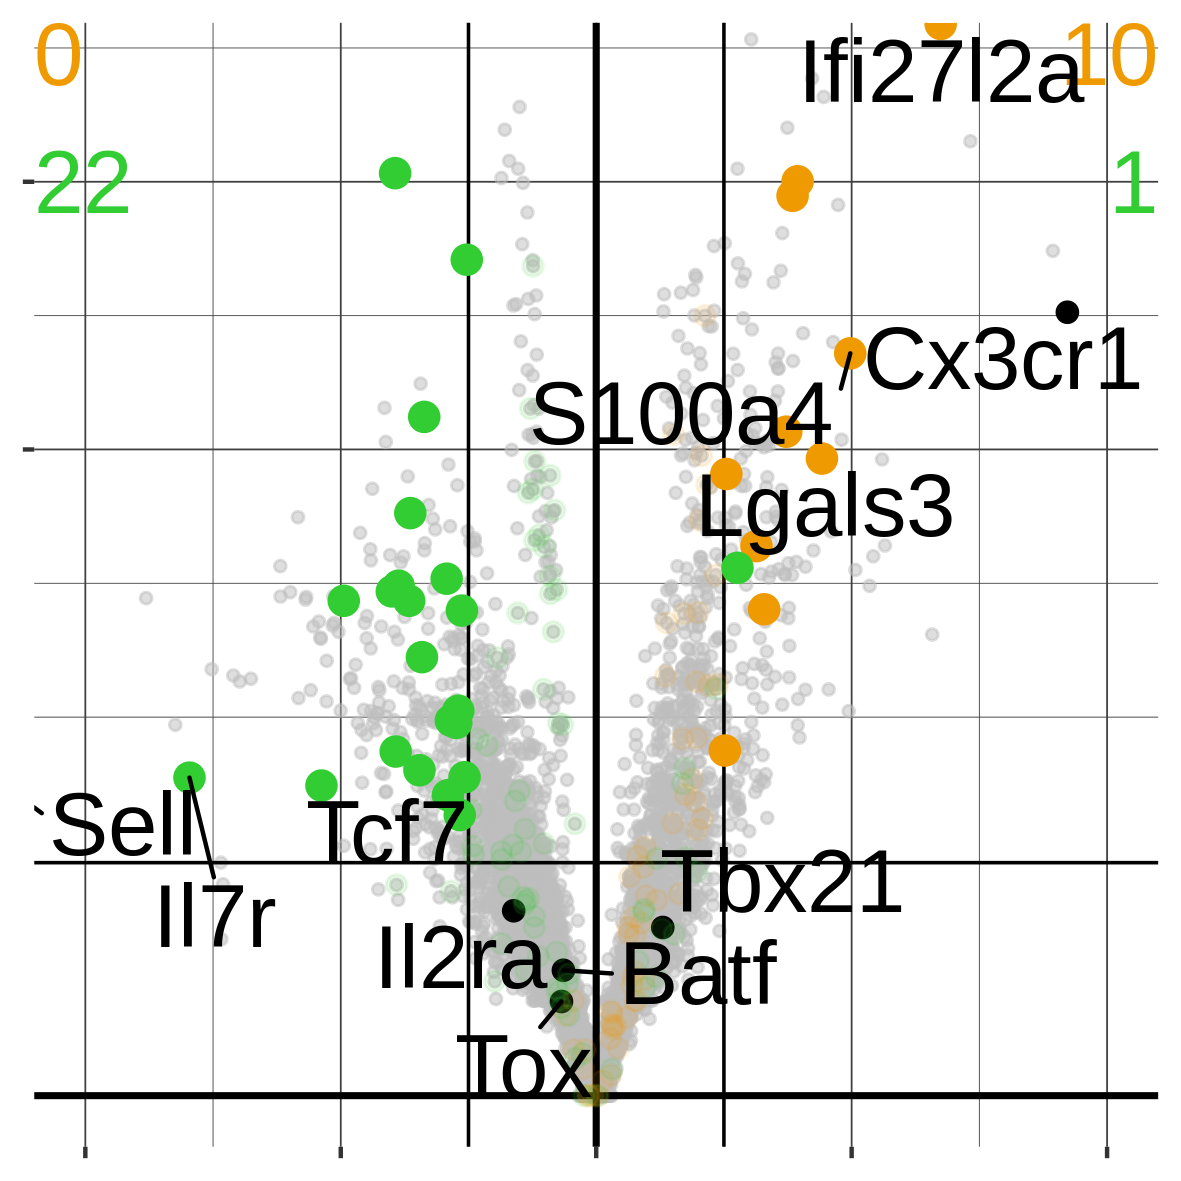 0
10
Ifi27l2a
22
1
Cx3cr1
S100a4
Lgals3
Sell
Tcf7
Tbx21
Il7r
Il2ra
Batf
Tox